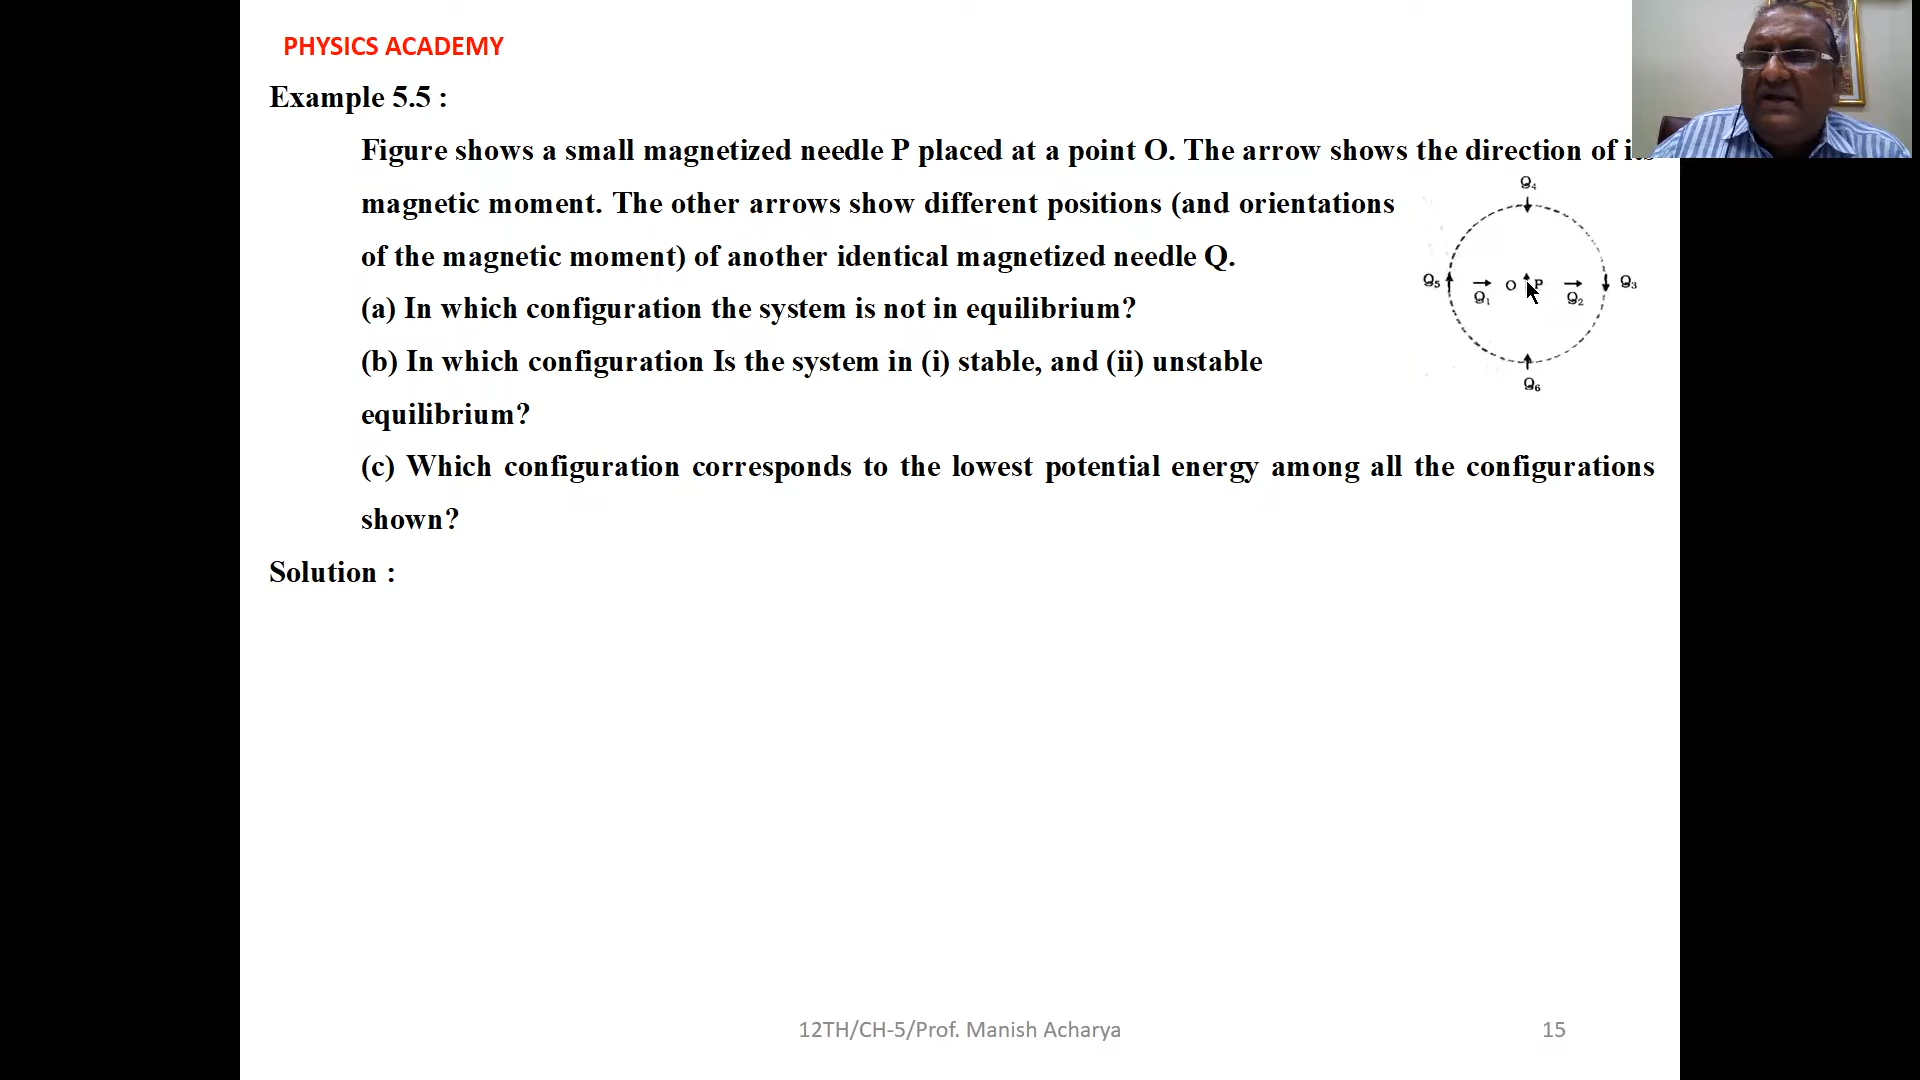 PHYSICS ACADEMY
Example 5.5 :
Figure shows a small magnetized needle P placed at a point O. The arrow shows the direction of
magnetic moment. The other arrows show different positions (and orientations
of the magnetic moment) of another identical magnetized needle Q.
(a) In which configuration the system is not in equilibrium?
(b) In which configuration Is the system in (i) stable, and (ii) unstable
equilibrium?
(c) Which configuration corresponds to the lowest potential energy among all the configurations
shown?
Q4
Q5 Q1 O P Q2 Q3
Q6
Solution :
12TH/CH-5/Prof. Manish Acharya
15